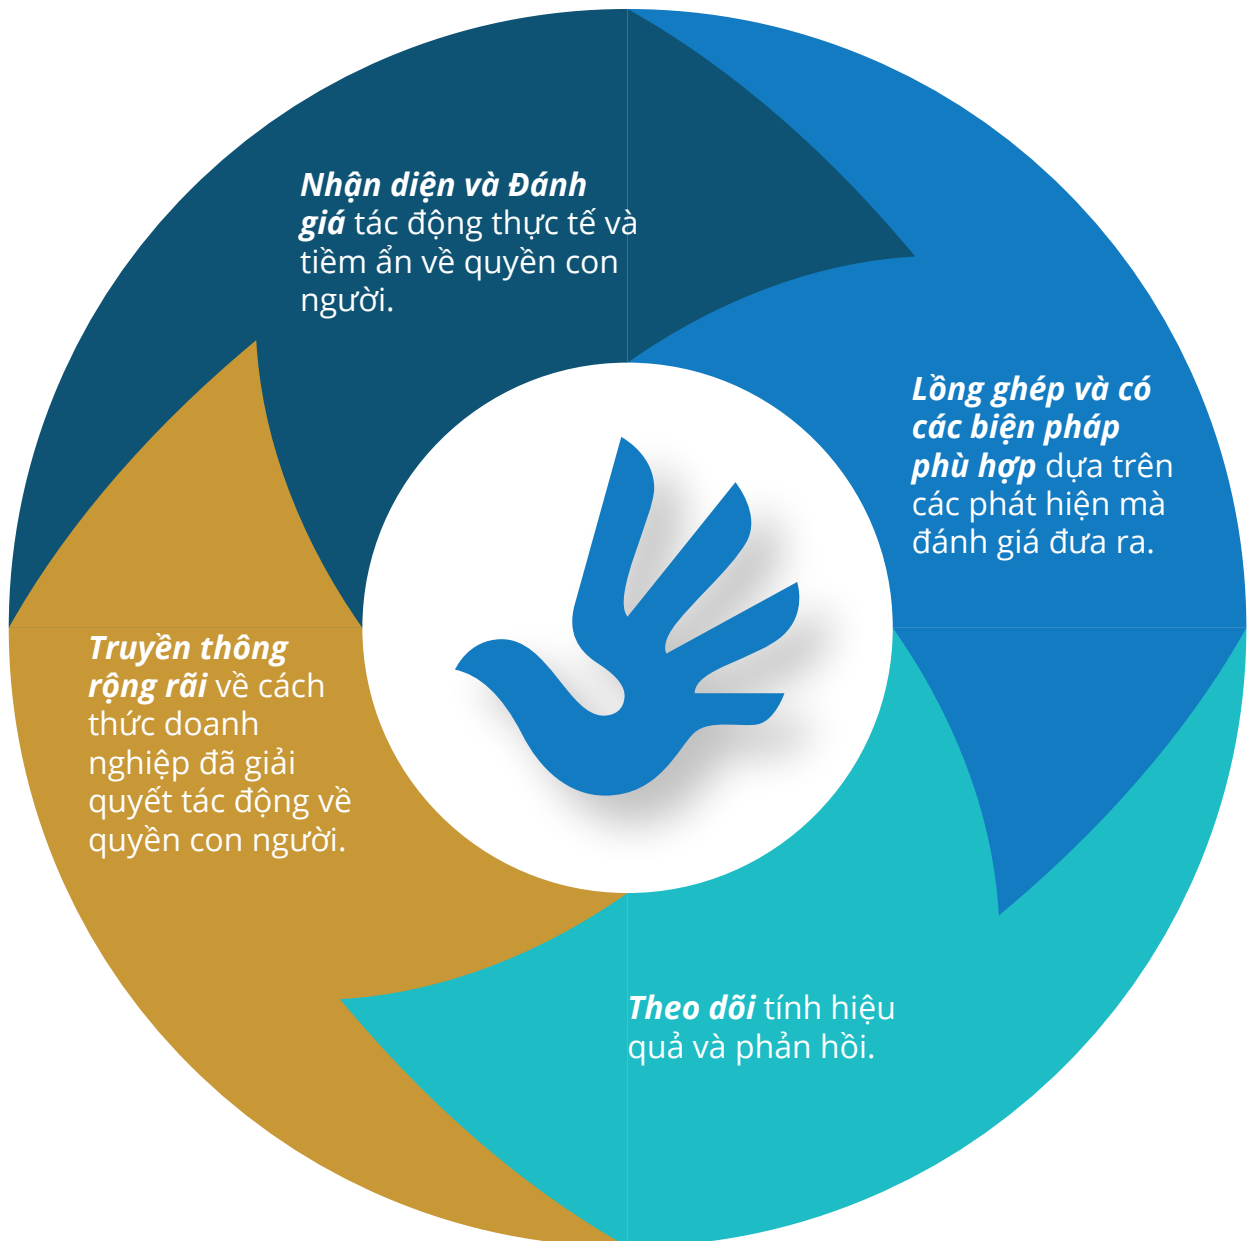 Nhận diện và Đánh
giá tác động thực tế và
tiềm ẩn về quyền con
người.
Lồng ghép và có
các biện pháp
phù hợp dựa trên
các phát hiện mà
đánh giá đưa ra.
Theo dõi tính hiệu
quả và phản hồi.
Truyền thông
rộng rãi về cách
thức doanh
nghiệp đã giải
quyết tác động về
quyền con người.